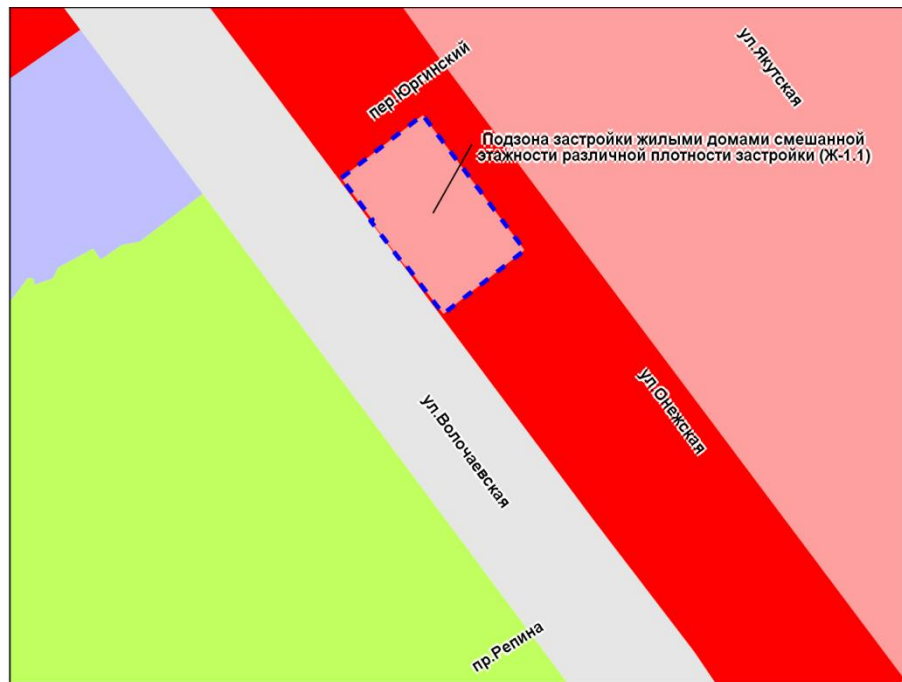 ул.Якутская
пер.Юргинский
Подзона застройки жилыми домами смешанной
этажности различной плотности застройки (Ж-1.1)
ул.Онежская
ул.Волочаевская
пр.Репина